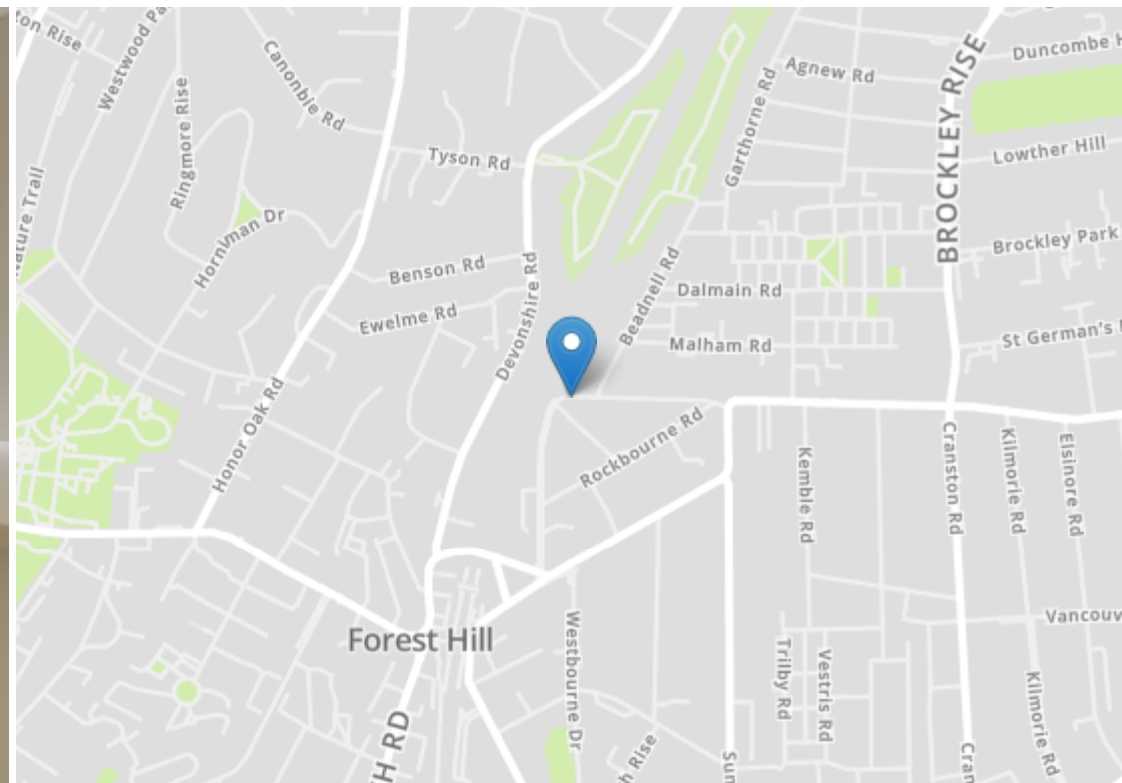 ton Rise
Westwood Pa
Canonbie Rd
Ringmore Rise
Nature Trail
Horniman Dr
Tyson Rd
Benson Rd
Ewelme Rd
Devonshire Rd
Honor Oak Rd
Agnew Rd
Garthorne Rd
Duncombe H
BROCKLEY RISE
Lowther Hill
Brockley Park
Beadnell Rd
Dalmain Rd
Malham Rd
St German's
Rockbourne Rd
Kemble Rd
Cranston Rd
Kilmorie Rd
Elsinore Rd
Forest Hill
Westbourne Dr
Trilby Rd
Vestris Rd
Vancouv
Kilmorie Rd
TH RD
h Rise
Sun
Cran